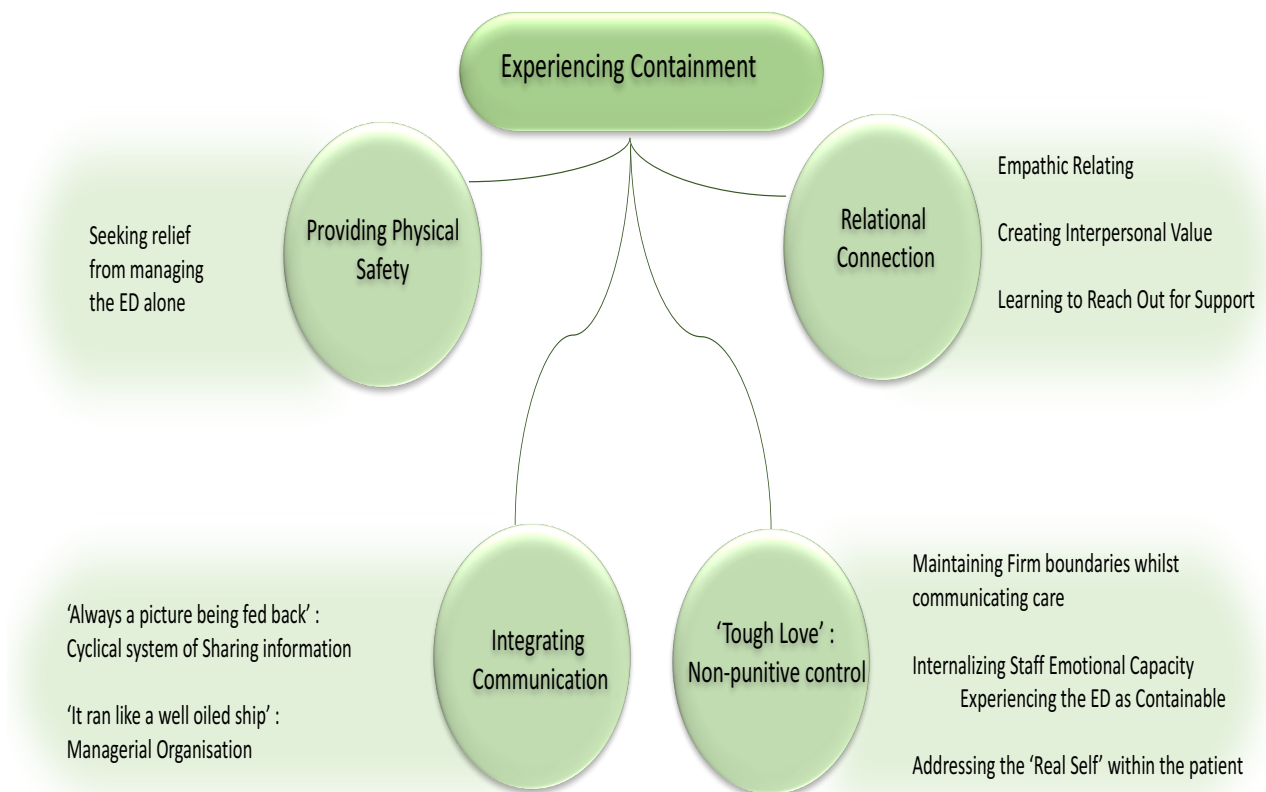 Experiencing Containment
Providing Physical
Safety
Seeking relief
from managing
the ED alone
Relational
Connection
Empathic Relating
Creating Interpersonal Value
Learning to Reach Out for Support
Integrating
Communication
‘Always a picture being fed back’ :
Cyclical system of Sharing information
‘It ran like a well oiled ship’ :
Managerial Organisation
‘Tough Love’ :
Non-punitive control
Maintaining Firm boundaries whilst
communicating care
Internalizing Staff Emotional Capacity
Experiencing the ED as Containable
Addressing the ‘Real Self’ within the patient